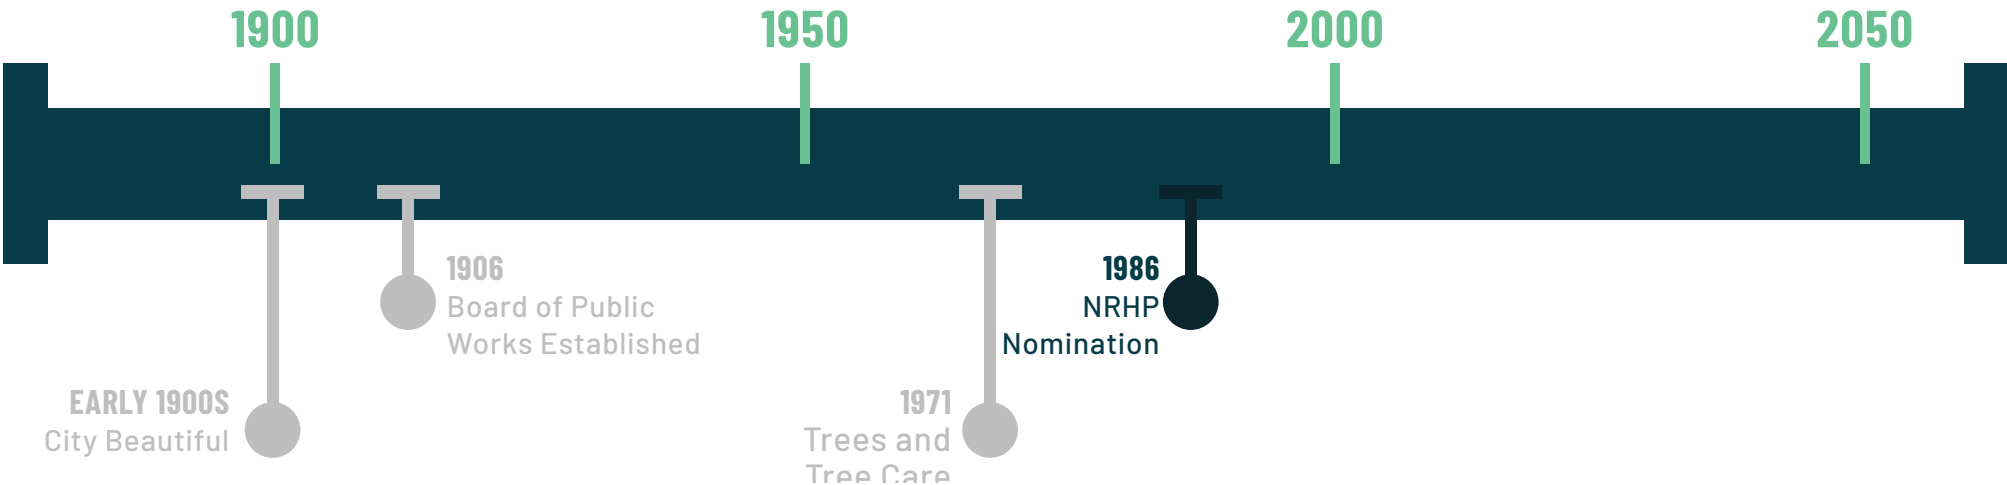 1900
1950
2000
2050
1906
Board of Public
Works Established
1986
NRHP
Nomination
EARLY 1900S
City Beautiful
1971
Trees and
Tree Care